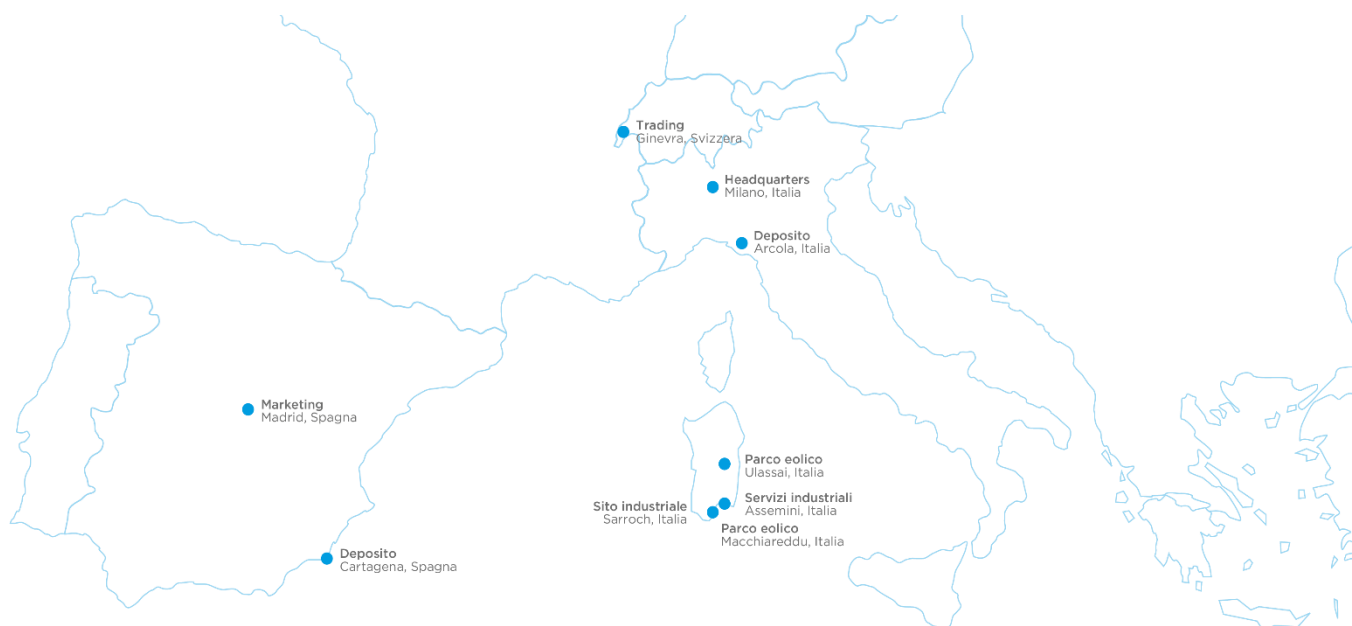 Trading
Ginevra, Svizzera
Headquarters
Milano, Italia
Deposito
Arcola, Italia
Marketing
Madrid, Spagna
Parco eolico
Ulassai, Italia
Servizi industriali
Assemini, Italia
Sito industriale
Sarroch, Italia
Parco eolico
Macchiareddu, Italia
Deposito
Cartagena, Spagna